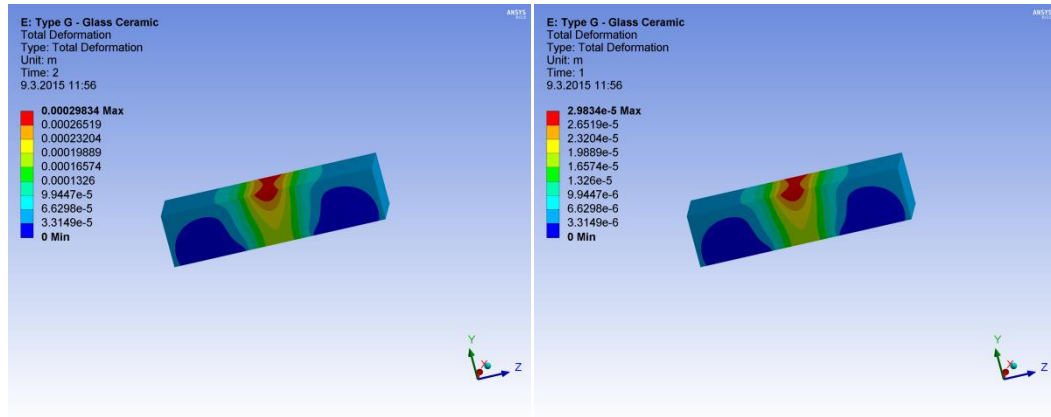 E: Type G - Glass Ceramic
Total Deformation
Type: Total Deformation
Unit: m
Time: 2
9.3.2015 11:56
0.00029834 Max
0.00026519
0.00023204
0.00019889
0.00016574
0.0001326
9.9447e-5
6.6298e-5
3.3149e-5
0 Min
ANSYS
Y
X
Z
E: Type G - Glass Ceramic
Total Deformation
Type: Total Deformation
Unit: m
Time: 1
9.3.2015 11:56
2.9834e-5 Max
2.6519e-5
2.3204e-5
1.9889e-5
1.6574e-5
1.326e-5
9.9447e-6
6.6298e-6
3.3149e-6
0 Min
ANSYS
Y
X
Z